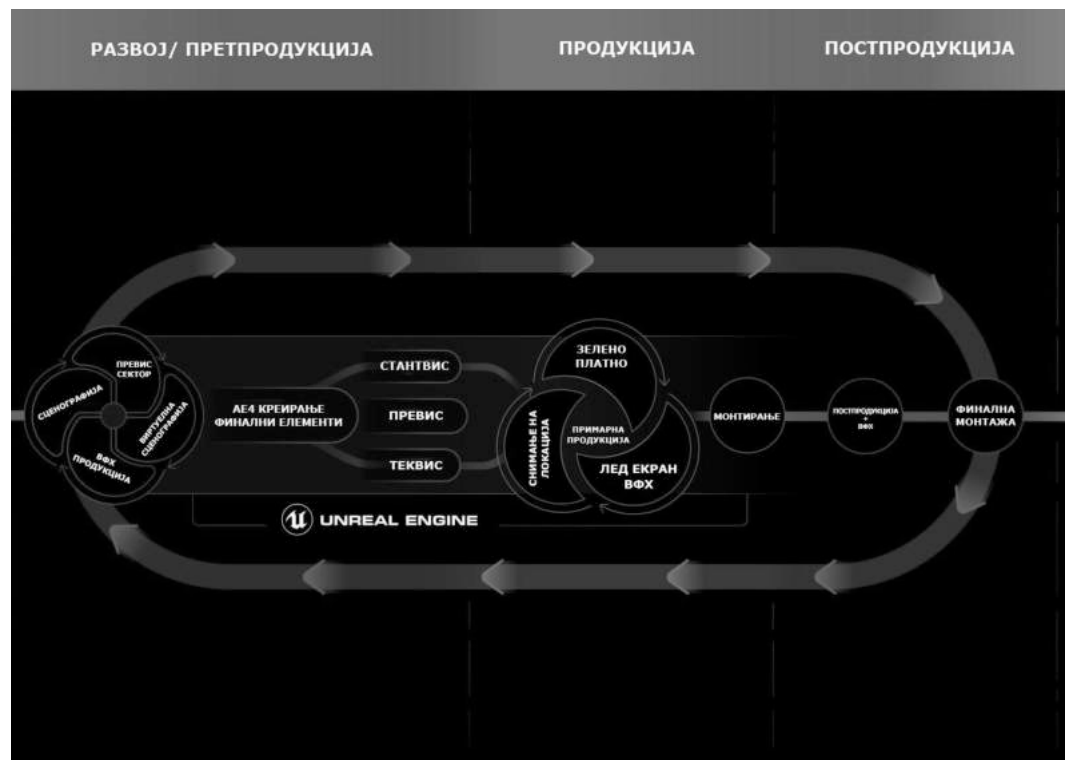 РАЗВОЈ/ ПРЕТПРОДУКЦИЈА
ПРОДУКЦИЈА
ПОСТПРОДУКЦИЈА
ПРЕВИС
СЕКТОР
СЦЕНОГРАФИЈА
ВИРТУЕЛНА
СЦЕНОГРАФИЈА
ВФХ
ПРОДУКЦИЈА
АЕ4 КРЕИРАЊЕ
ФИНАЛНИ ЕЛЕМЕНТИ
СТАНТВИС
ПРЕВИС
ТЕКВИС
ЗЕЛЕНО
ПЛАТНО
СНИМАЊЕ НА
ЛОКАЦИЈА
ПРИМАРНА
ПРОДУКЦИЈА
ЛЕД ЕКРАН
ВФХ
МОНТИРАЊЕ
ПОСТПРОДУКЦИЈА
+
ВФХ
ФИНАЛНА
МОНТАЖА
UNREAL ENGINE